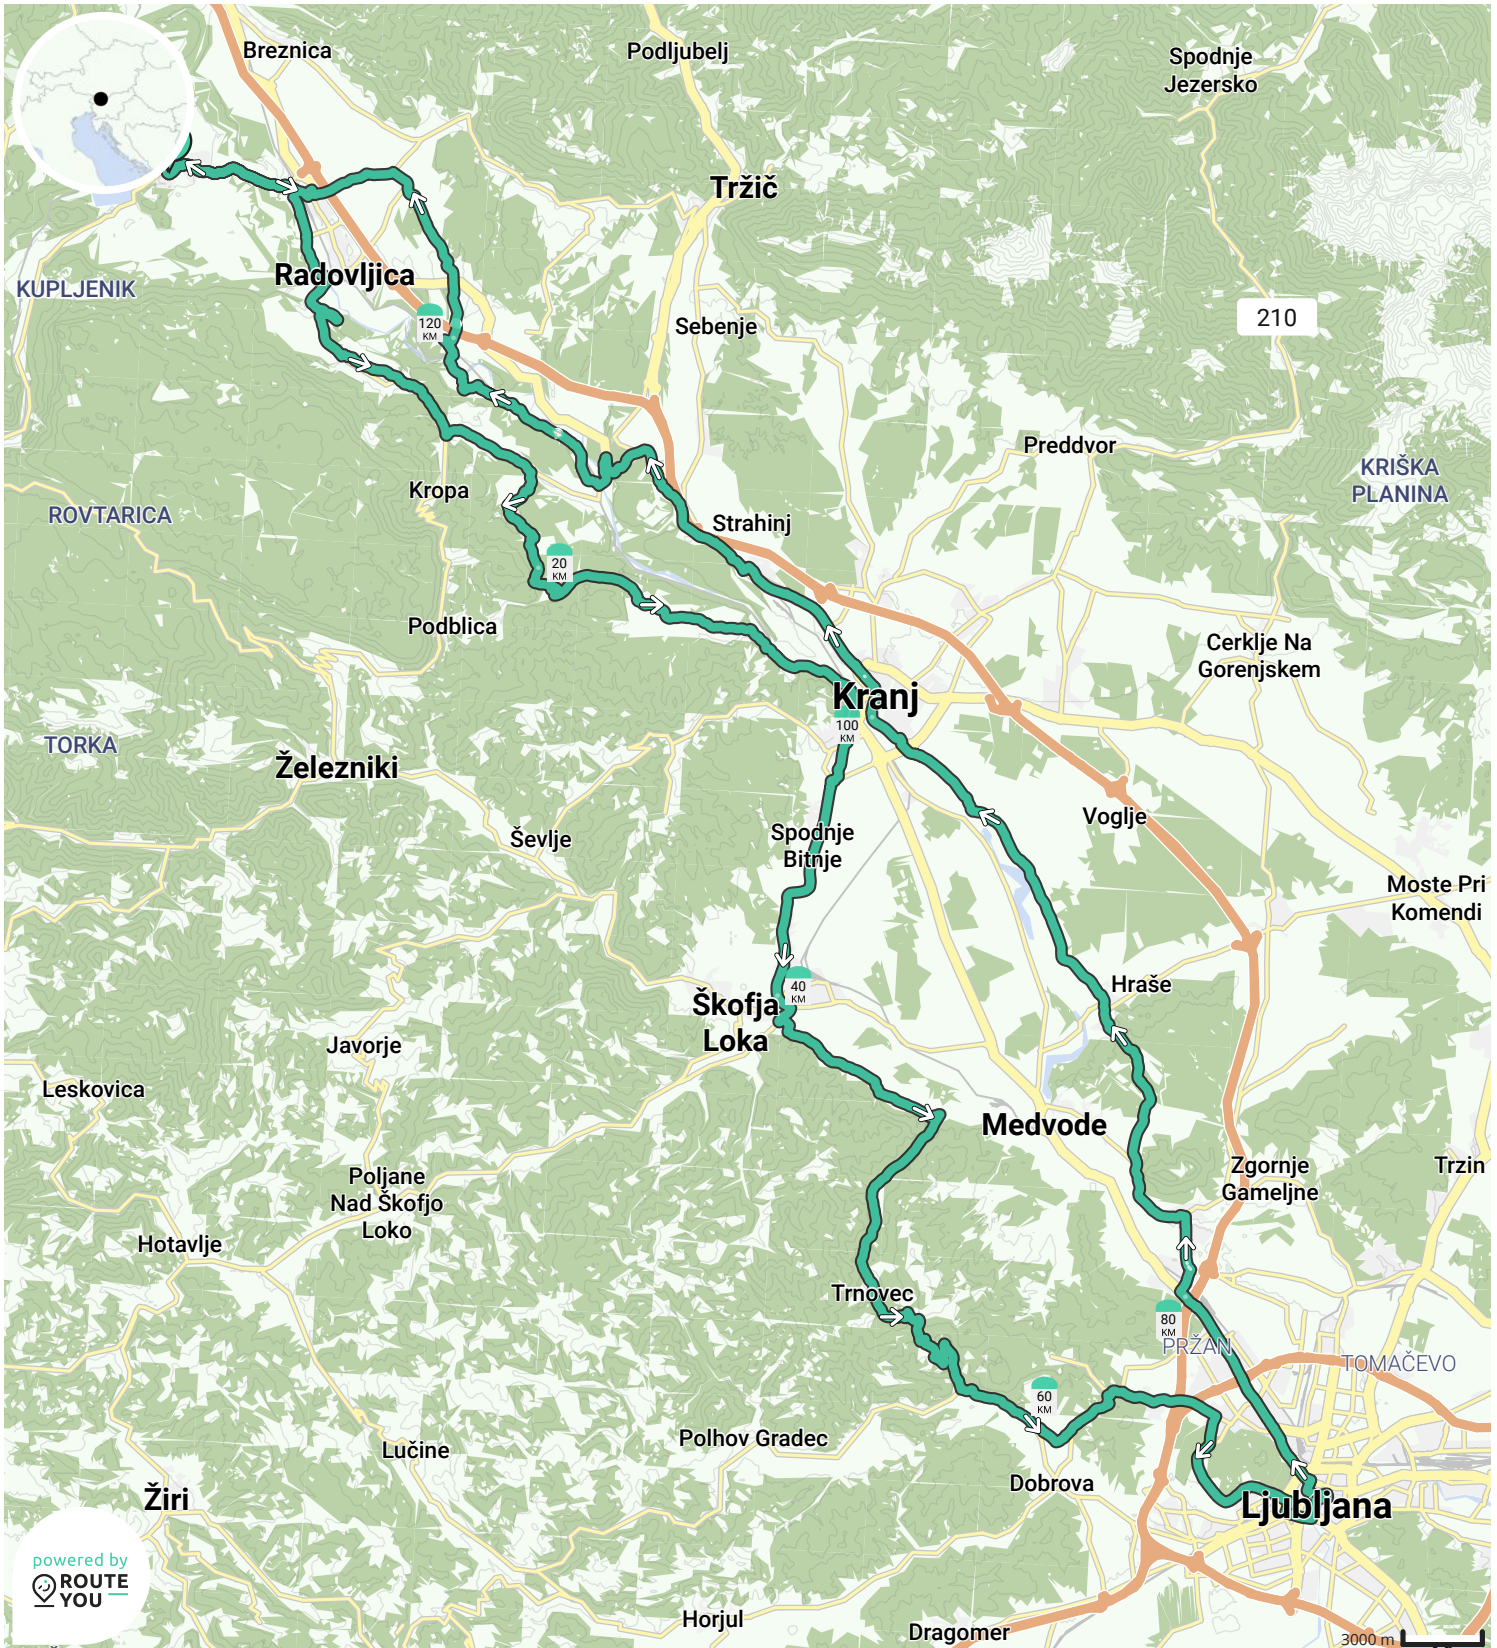 Breznica
Podljubelj
Spodnje
Jezersko
Tržič
KUPLJENIK
Radovljica
120
KM
Sebenje
210
Preddvor
KRIŠKA
PLANINA
Kropa
ROVTARICA
Strahinj
20
KM
Podblica
Cerklje Na
Gorenjskem
Kranj
100
KM
TORKA
Železniki
Voglje
Ševlje
Spodnje
Bitnje
Moste Pri
Komendi
Hraše
40
KM
Škofja
Loka
Javorje
Leskovica
Medvode
Zgornje
Gameljne
Trzin
Poljane
Nad Škofjo
Loko
Hotavlje
Trnovec
80
KM
PRŽAN
TOMAČEVO
60
KM
Polhov Gradec
Lučine
Dobrova
Žiri
Ljubljana
powered by
ROUTE
YOU
Horjul
Dragomer
3000 m